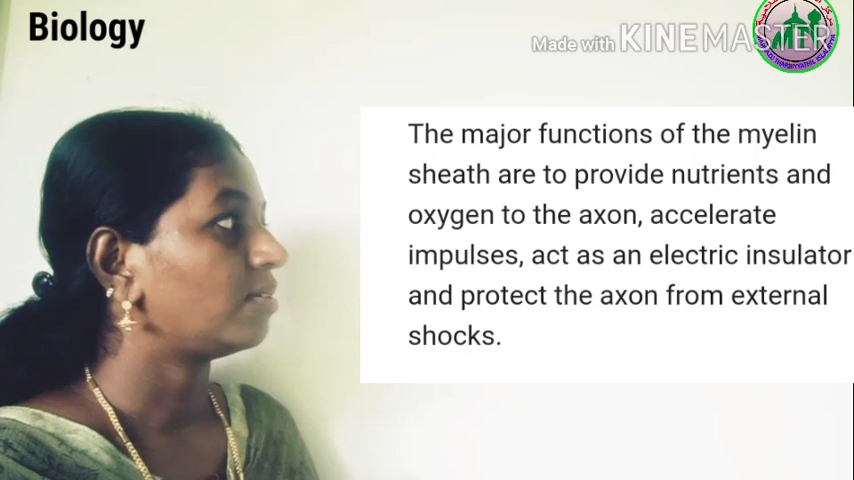 Biology
Made with KINEMASTER
The major functions of the myelin
sheath are to provide nutrients and
oxygen to the axon, accelerate
impulses, act as an electric insulator
and protect the axon from external
shocks.